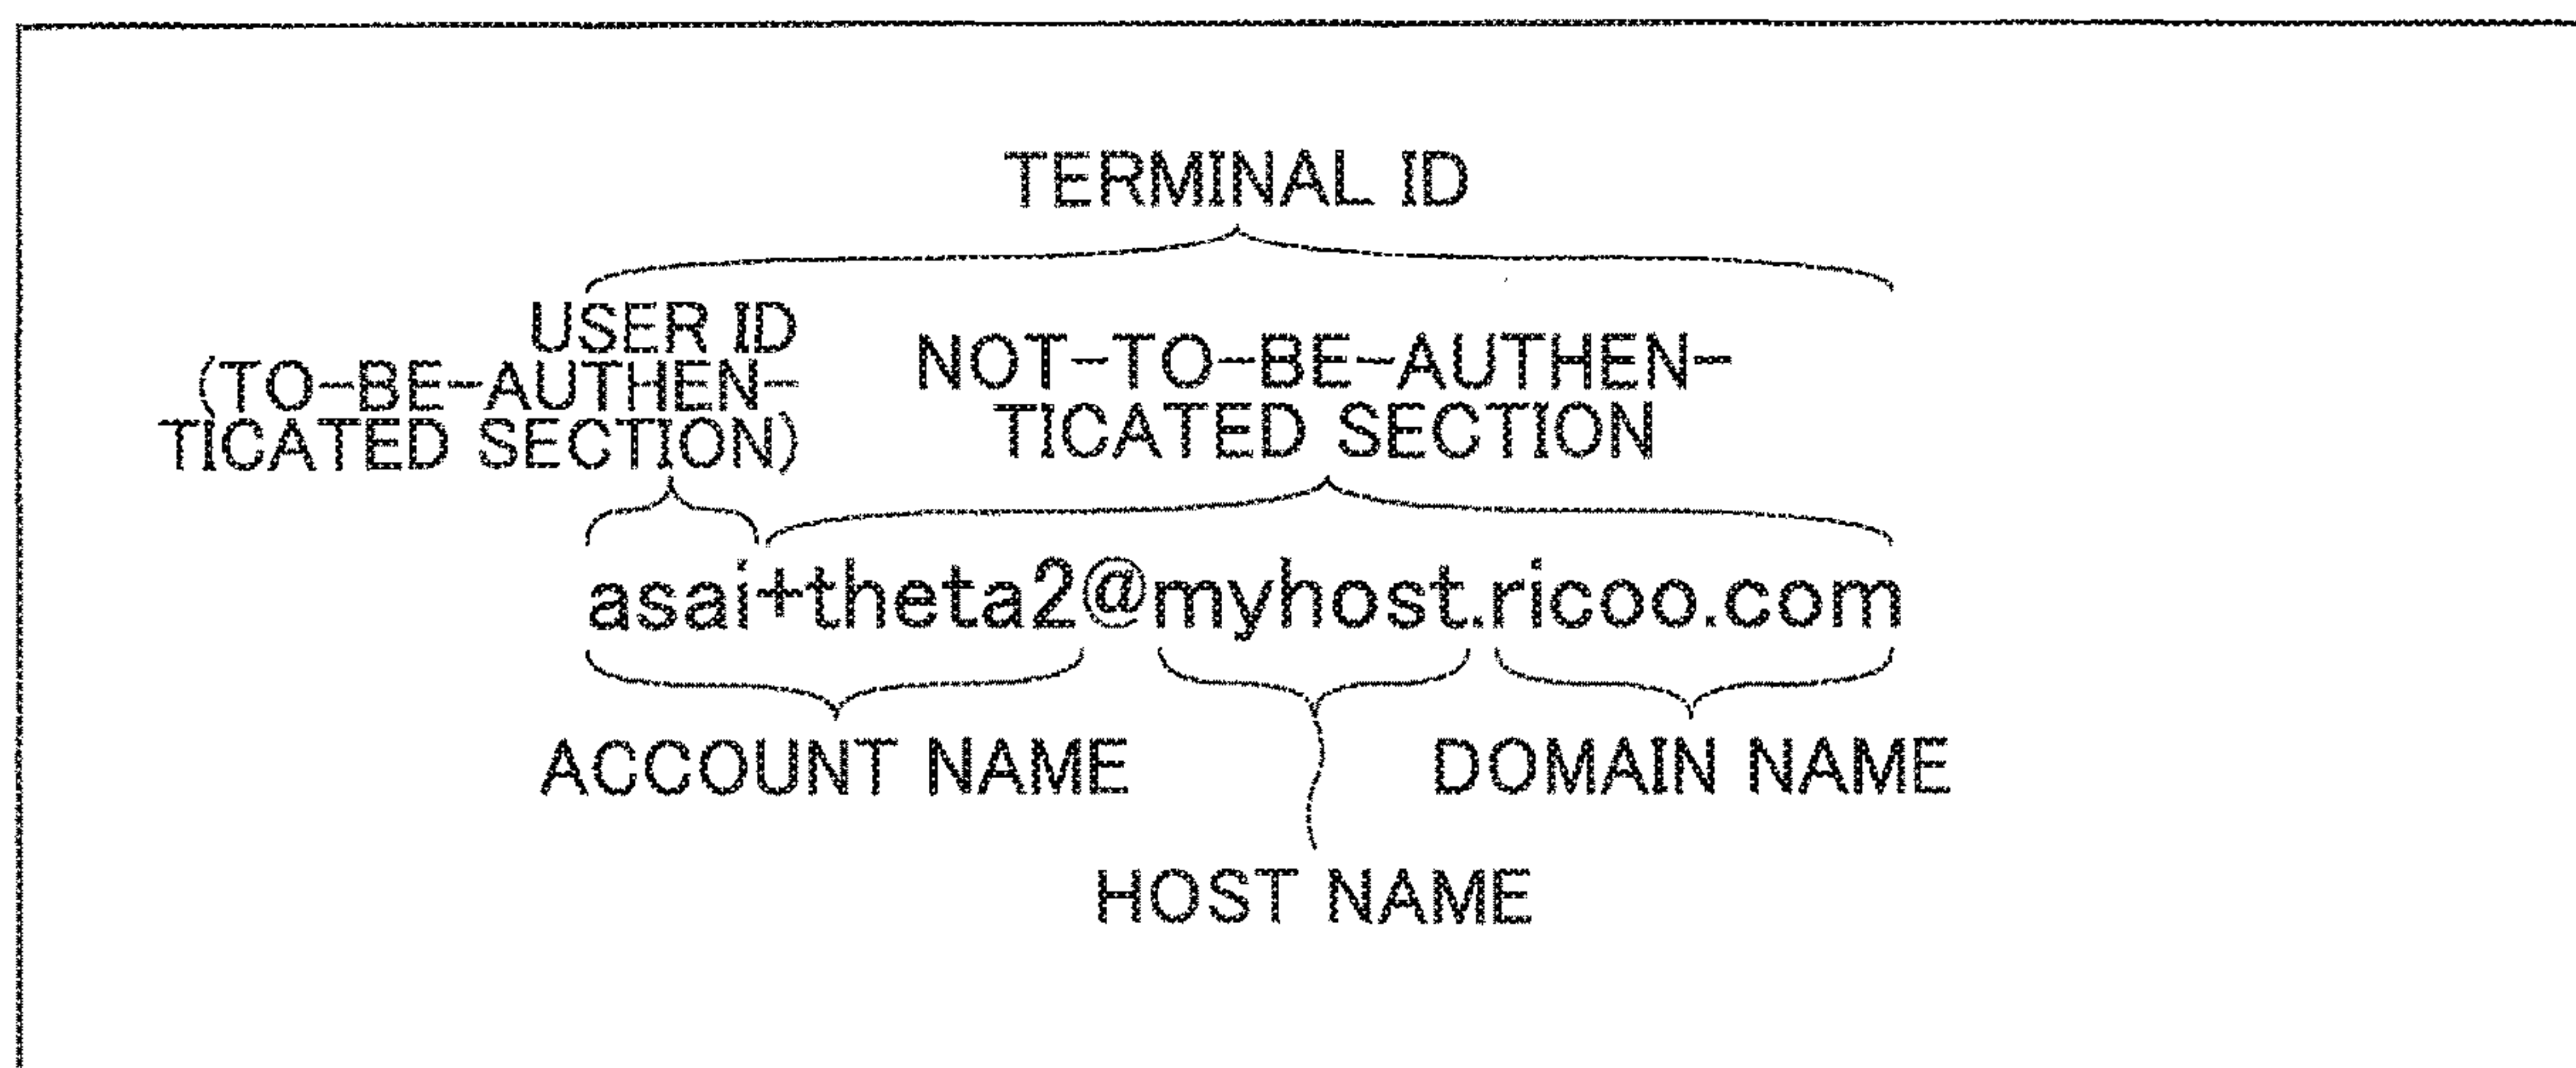 TERMINAL ID
USER ID
(TO-BE-AUTHEN-
TICATED SECTION)
NOT-TO-BE-AUTHEN-
TICATED SECTION
asai+theta2@myhost.ricoo.com
ACCOUNT NAME
DOMAIN NAME
HOST NAME